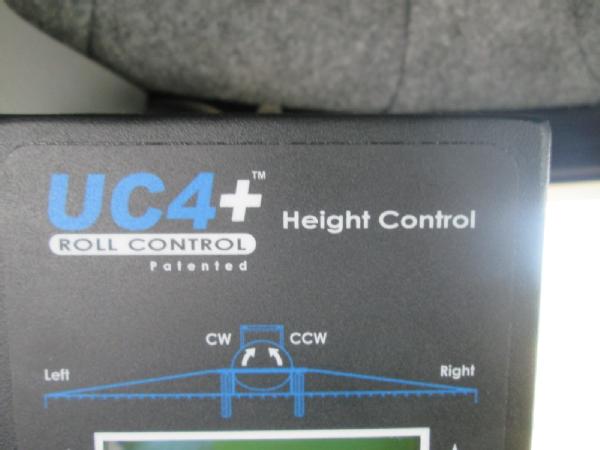 UC4+™
ROLL CONTROL
Patented
Height Control
CW CCW
Left Right